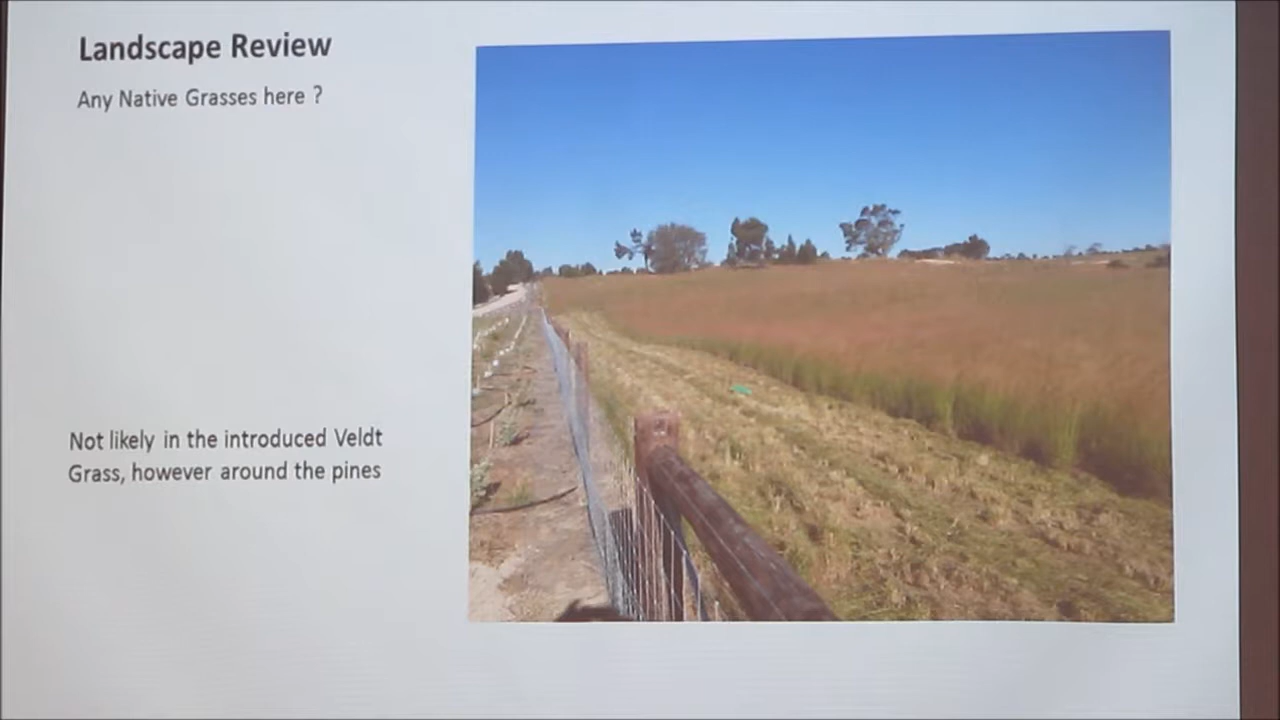 Landscape Review
Any Native Grasses here ?
Not likely in the introduced Veldt
Grass, however around the pines